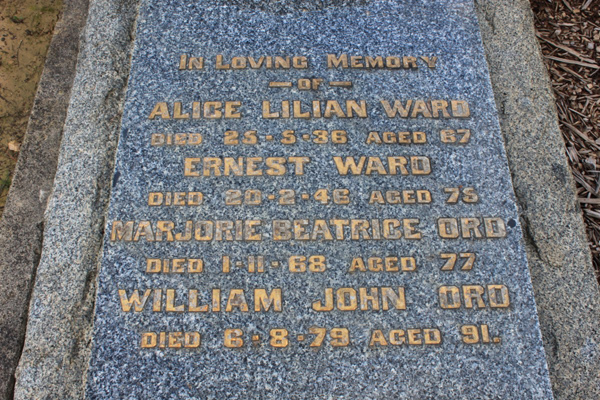 IN LOVING MEMORY
— OF —
ALICE LILIAN WARD
DIED 25-5-36 AGED 67
ERNEST WARD
DIED 20-2-46 AGED 75
MARJORIE BEATRICE ORD
DIED 1-11-68 AGED 77
WILLIAM JOHN ORD
DIED 6-8-79 AGED 91.